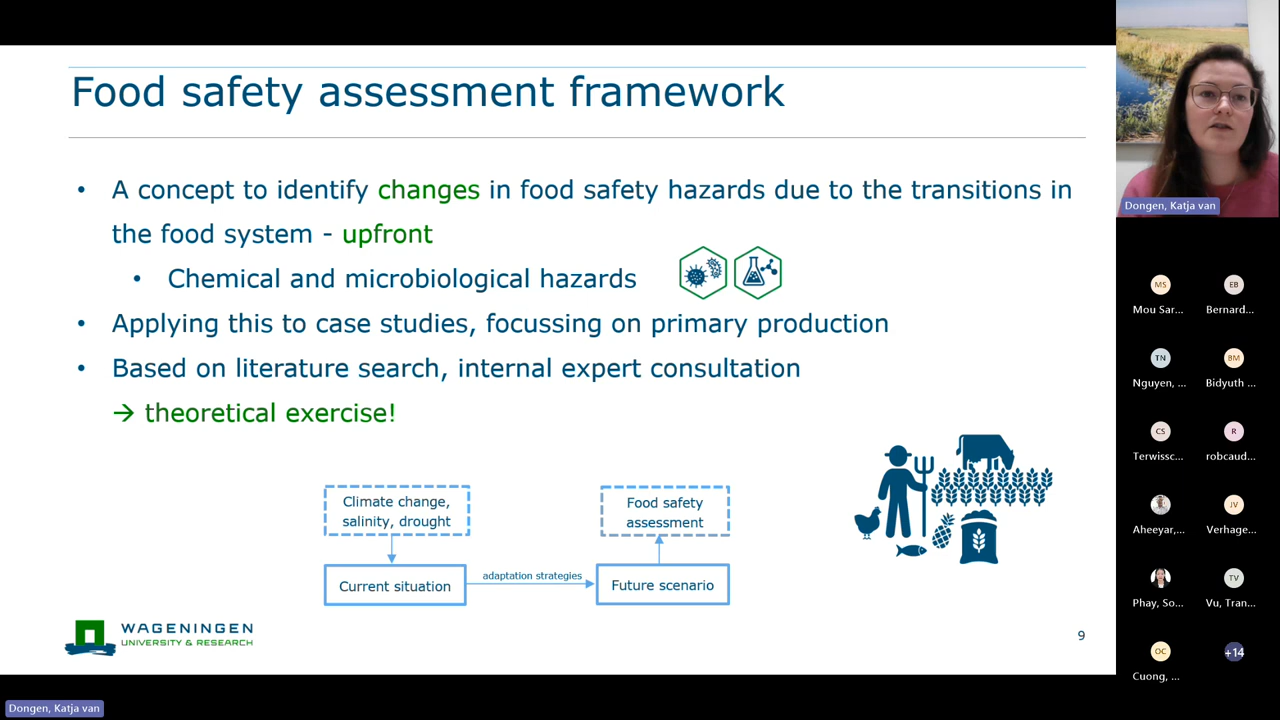 Food safety assessment framework
• A concept to identify changes in food safety hazards due to the transitions in
the food system - upfront
• Chemical and microbiological hazards
• Applying this to case studies, focussing on primary production
• Based on literature search, internal expert consultation
→ theoretical exercise!
Climate change,
salinity, drought
Food safety
assessment
Current situation
adaptation strategies
Future scenario
WAGENINGEN
UNIVERSITY & RESEARCH
9
Dongen, Katja van
MS
EB
Mou Sar...
Bernard...
TN
BM
Nguyen, ...
Bidyuth ...
CS
R
Terwissc...
robcaud...
JV
Aheeyar,...
Verhage...
TV
Phay, So...
Vu, Tran...
OC
+14
Cuong, ...
Dongen, Katja van